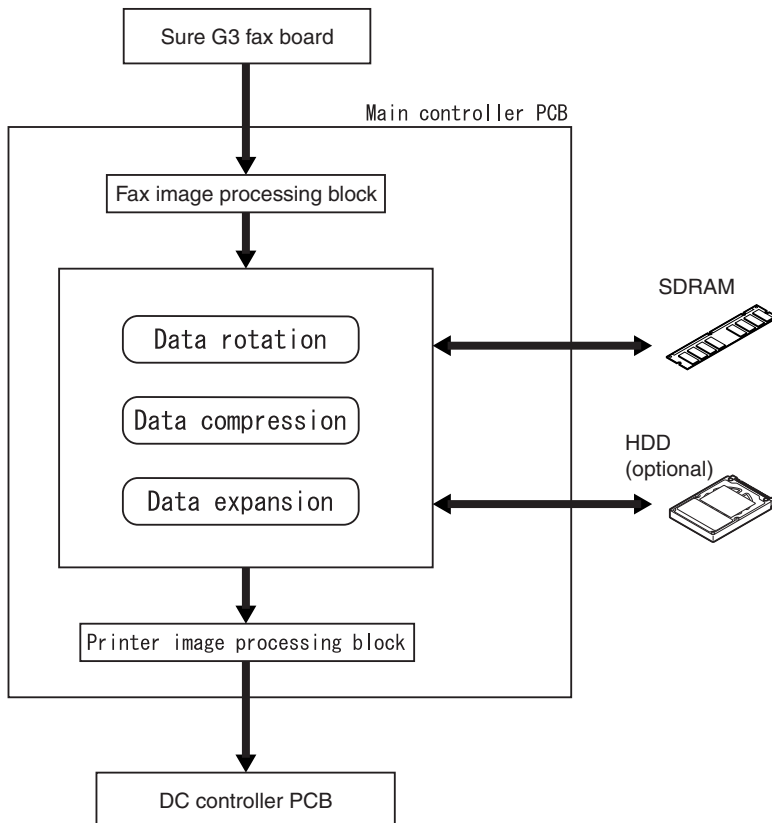 Sure G3 fax board
Main controller PCB
Fax image processing block
SDRAM
Data rotation
Data compression
HDD
(optional)
Data expansion
Printer image processing block
DC controller PCB